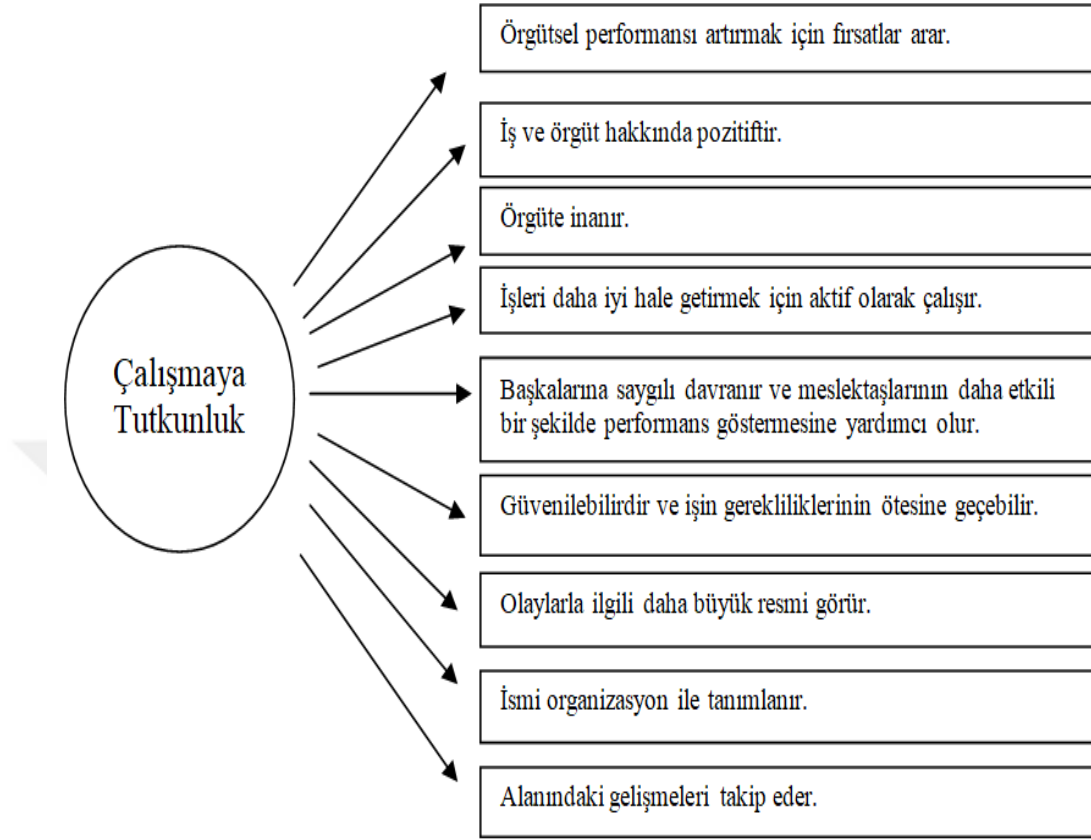 Örgütsel performansı artırmak için fırsatlar arar.
İş ve örgüt hakkında pozitiftir.
Örgüte inanır.
İşleri daha iyi hale getirmek için aktif olarak çalışır.
Çalışmaya
Tutkunluk
Başkalarına saygılı davranır ve meslektaşlarının daha etkili
bir şekilde performans göstermesine yardımcı olur.
Güvenilebilirdir ve işin gerekliliklerinin ötesine geçebilir.
Olaylarla ilgili daha büyük resmi görür.
İsmi organizasyon ile tanımlanır.
Alanındaki gelişmeleri takip eder.